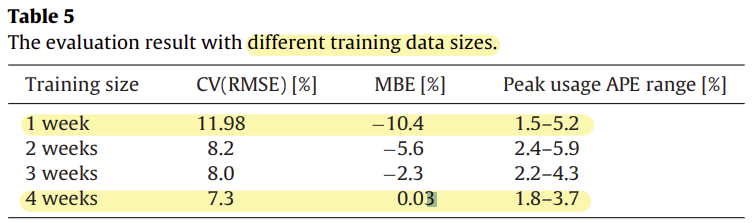 Table 5
The evaluation result with different training data sizes.
Training size CV(RMSE) [%] MBE [%] Peak usage APE range [%]
1 week 11.98 −10.4 1.5–5.2
2 weeks 8.2 −5.6 2.4–5.9
3 weeks 8.0 −2.3 2.2–4.3
4 weeks 7.3 0.03 1.8–3.7